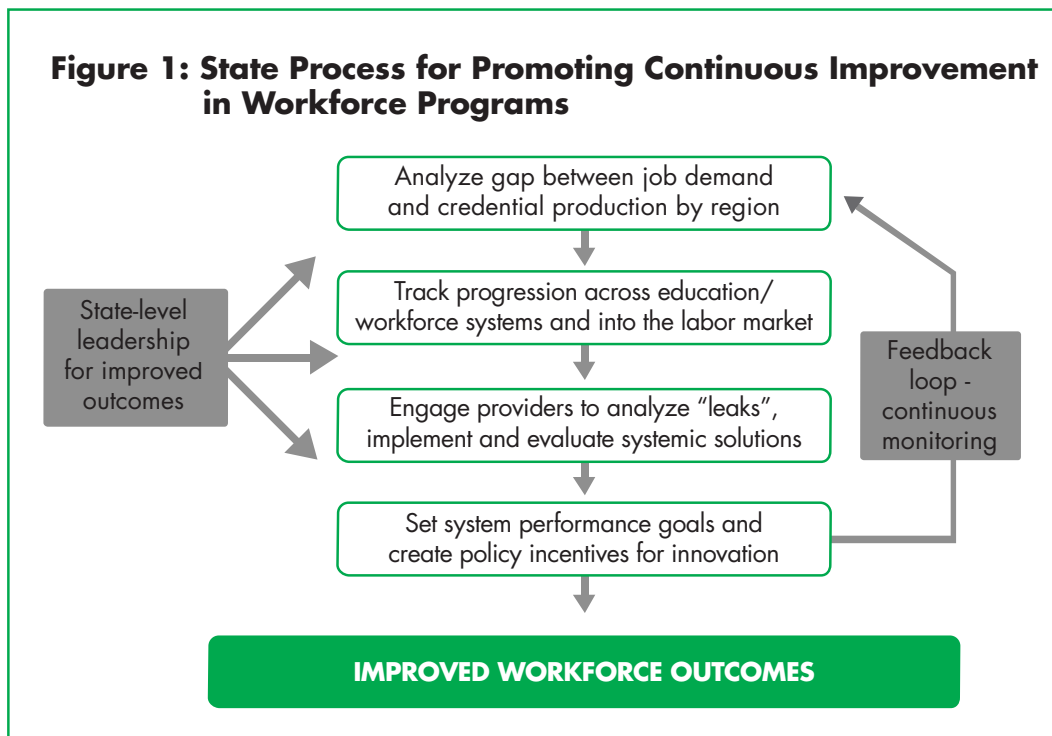 Figure 1: State Process for Promoting Continuous Improvement
in Workforce Programs
Analyze gap between job demand
and credential production by region
State-level
leadership
for improved
outcomes
Track progression across education/
workforce systems and into the labor market
Engage providers to analyze “leaks”,
implement and evaluate systemic solutions
Feedback
loop -
continuous
monitoring
Set system performance goals and
create policy incentives for innovation
IMPROVED WORKFORCE OUTCOMES